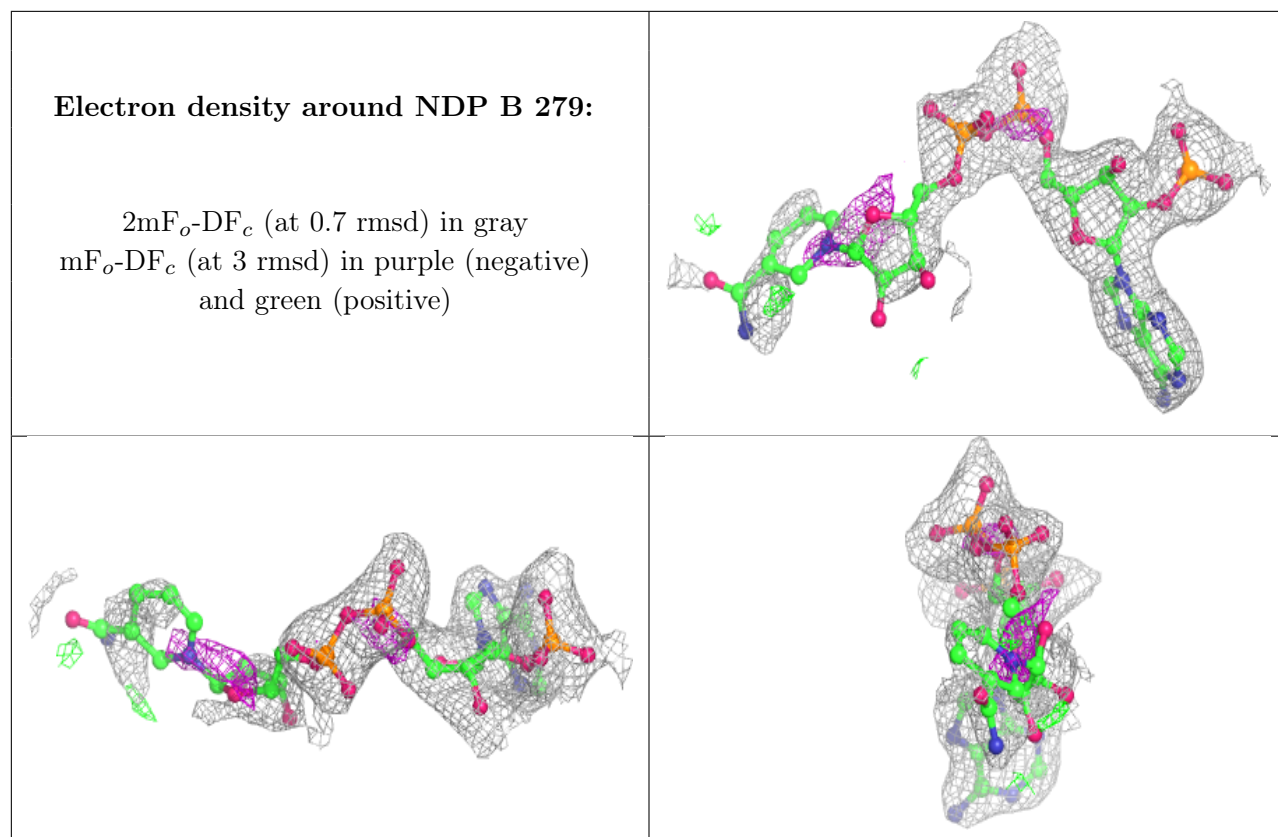 Electron density around NDP B 279:
2mFo-DFc (at 0.7 rmsd) in gray
mFo-DFc (at 3 rmsd) in purple (negative)
and green (positive)